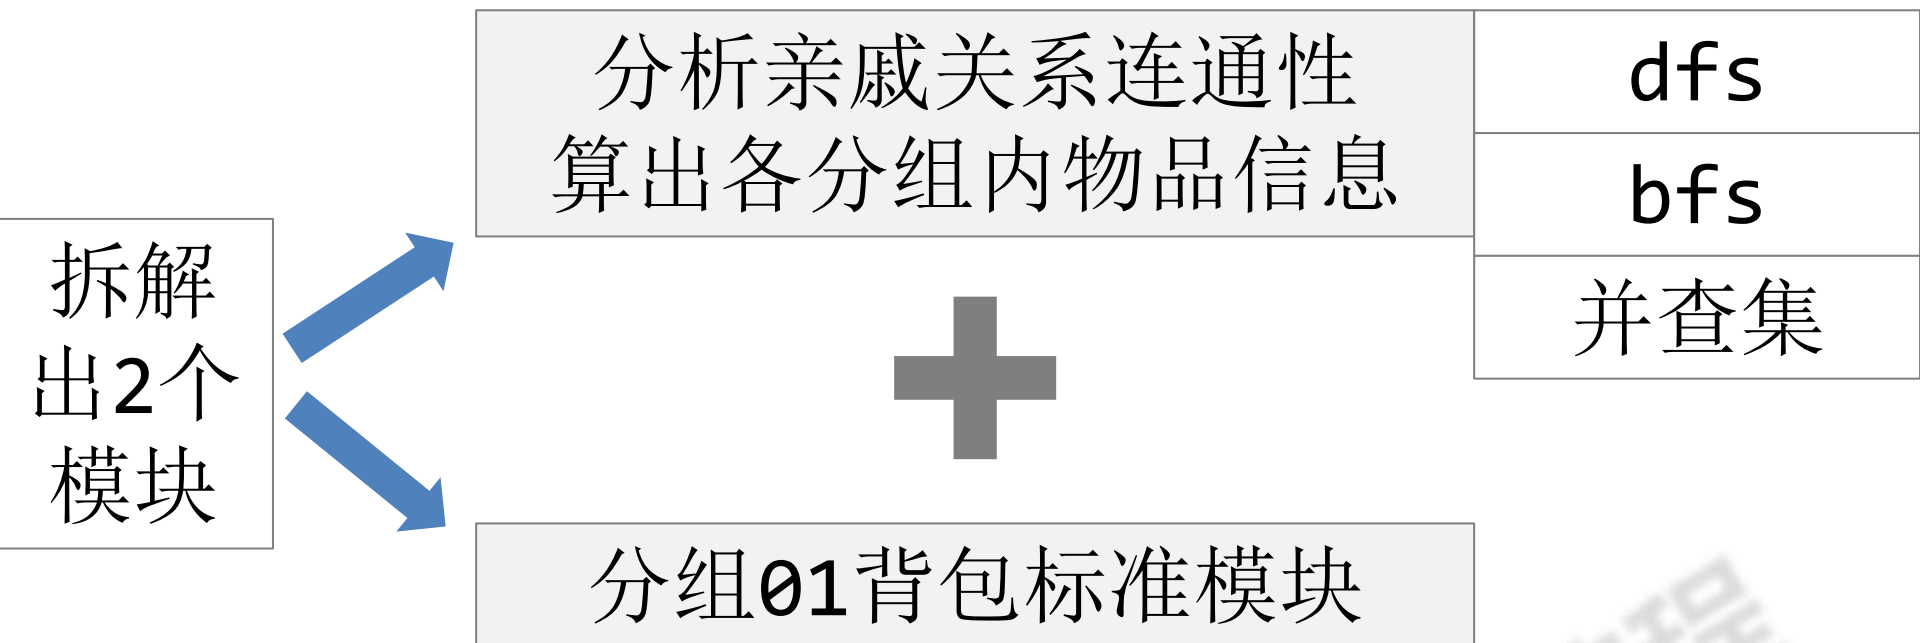 分析亲戚关系连通性
算出各分组内物品信息
dfs
bfs
并查集
拆解
出2个
模块
分组01背包标准模块
程